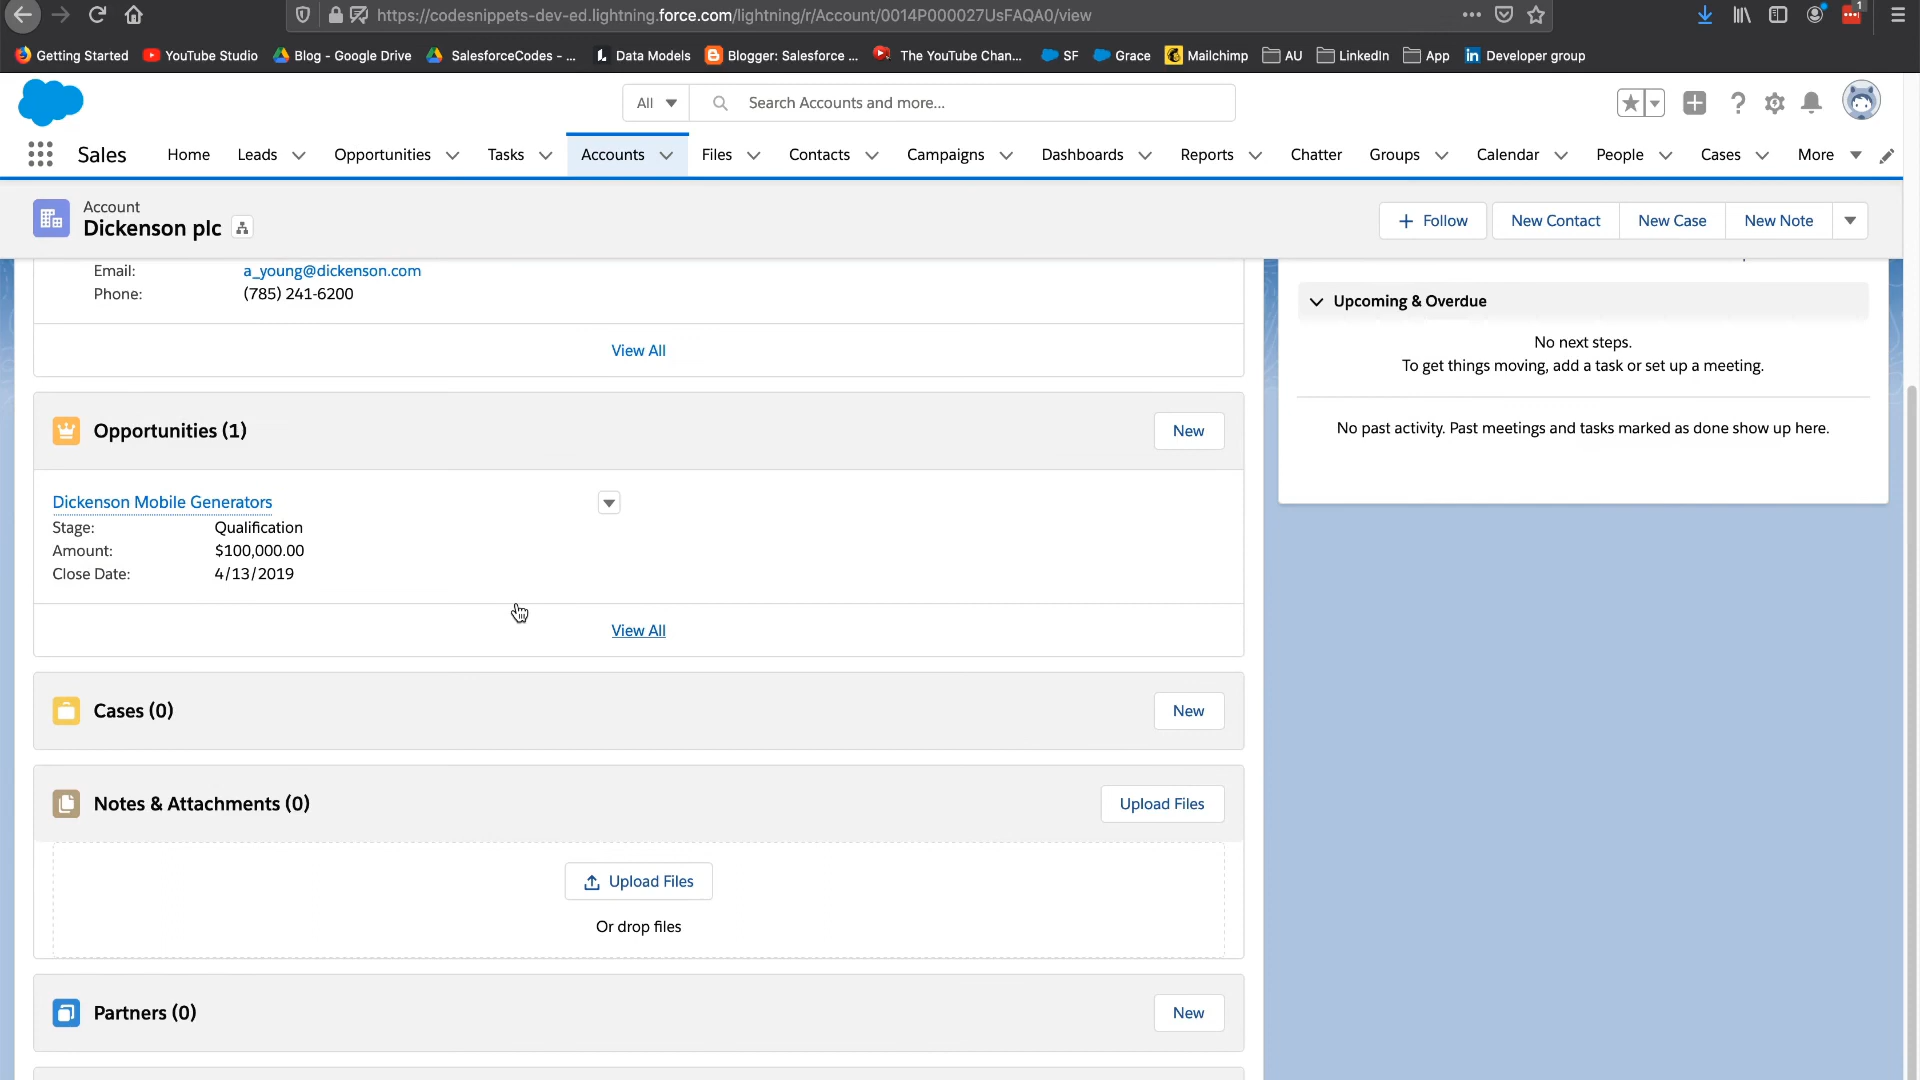 https://codesnippets-dev-ed.lightning.force.com/lightning/r/Account/0014P000027UsFAQA0/view
1
Getting Started YouTube Studio Blog - Google Drive SalesforceCodes - ... Data Models Blogger: Salesforce ... The YouTube Chan... SF Grace Mailchimp AU LinkedIn App Developer group
All Search Accounts and more...
Sales Home Leads Opportunities Tasks Accounts Files Contacts Campaigns Dashboards Reports Chatter Groups Calendar People Cases More
Account
Dickenson plc
Follow New Contact New Case New Note
Email: a_young@dickenson.com
Phone: (785) 241-6200
View All
Opportunities (1) New
Dickenson Mobile Generators
Stage: Qualification
Amount: $100,000.00
Close Date: 4/13/2019
View All
Cases (0) New
Notes & Attachments (0) Upload Files
Upload Files
Or drop files
Partners (0) New
Upcoming & Overdue
No next steps.
To get things moving, add a task or set up a meeting.
No past activity. Past meetings and tasks marked as done show up here.